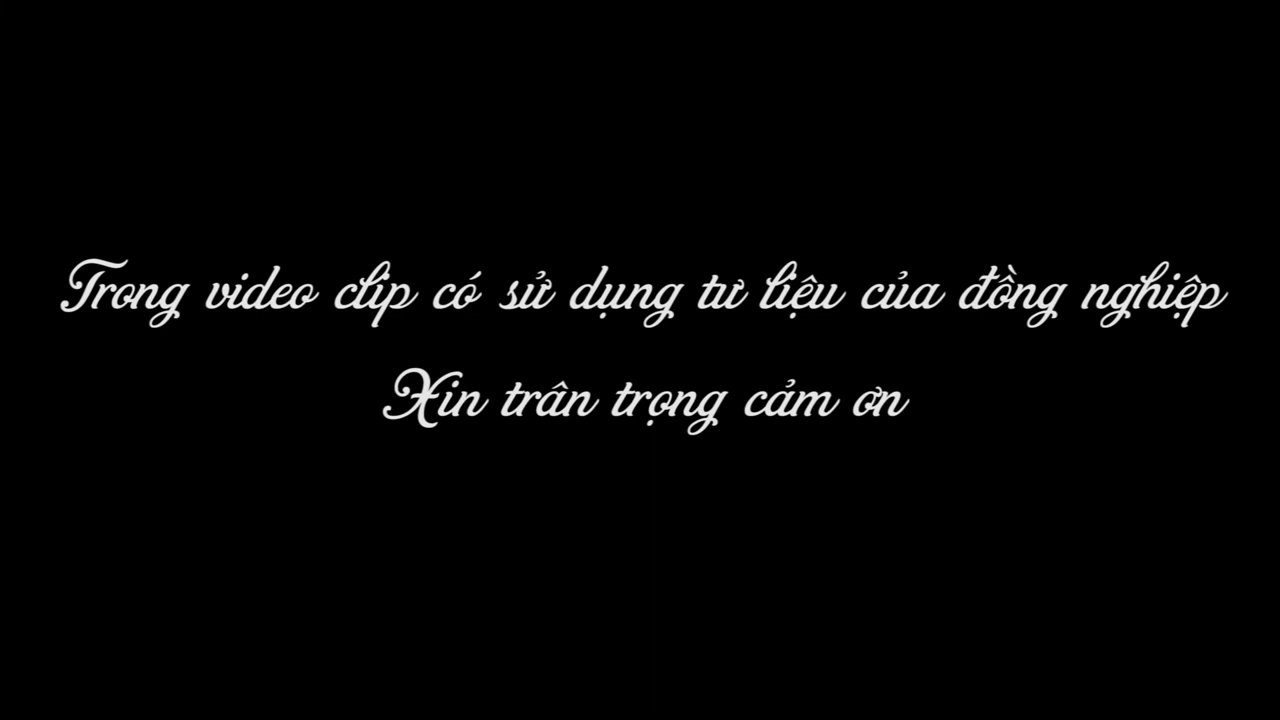 Trong video clip có sử dụng tư liệu của đồng nghiệp
Xin trân trọng cảm ơn